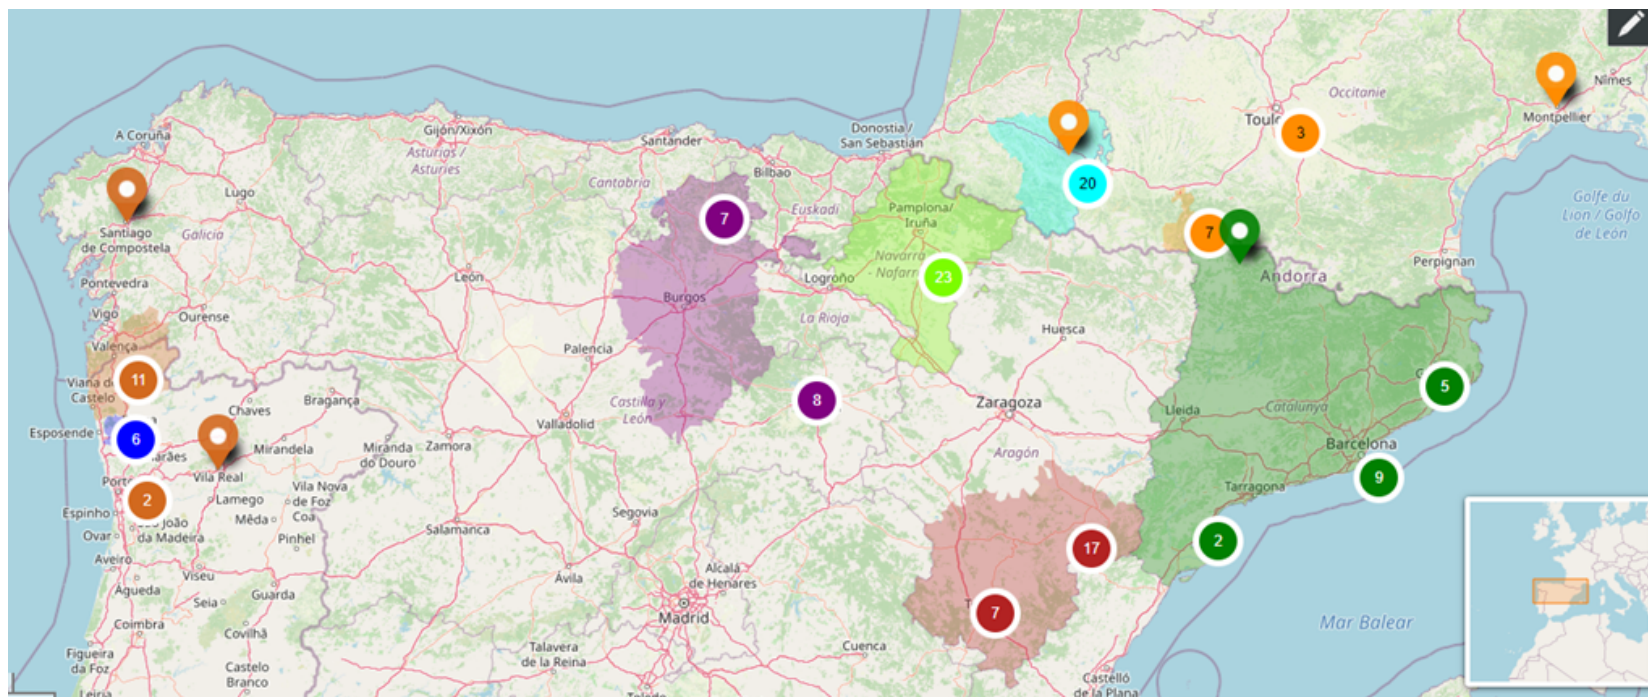 Nîmes
Occitanie
Montpellier
3
A Coruña
Gijón/Xixón
Donostia /
San Sebastián
Santander
Asturias /
Asturies
Bilbao
Cantabria
20
Lugo
Golfe du
Lion / Golfo
de León
Pamplona/
Iruña
Euskadi
7
Santiago
de Compostela
Galicia
7
Navarra
- Nafarr
Perpignan
León
Logroño
23
Andorra
Pontevedra
Burgos
Vigo
Ourense
La Rioja
Huesca
Valença
Palencia
11
Viana d
Castelo
5
Bragança
Zaragoza
Chaves
Castilla y
León
8
Lleida
Catalunya
Valladolid
Esposende
6
Miranda
do Douro
Zamora
Mirandela
Barcelona
Aragón
arães
Vila Real
9
Tarragona
Vila Nova
de Foz
Coa
Lamego
2
Espinho
Segovia
Mêda
São João
da Madeira
Salamanca
Ovar
Pinhel
2
17
Aveiro
Viseu
Ávila
Alcalá
de Henares
Águeda
Guarda
Seia
7
Madrid
Coimbra
Mar Balear
Covilhã
Figueira
da Foz
Talavera
de la Reina
Cuenca
Castelo
Branco
Castelló
de la Plana
Leiria
Toledo